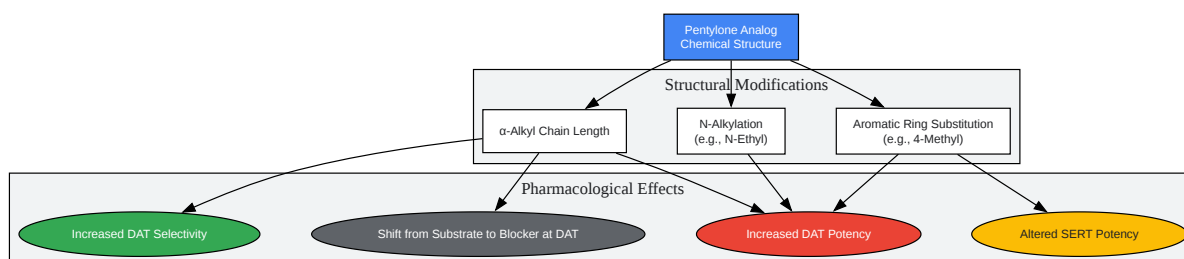 Pentylone Analog
Chemical Structure
Structural Modifications
α-Alkyl Chain Length
N-Alkylation
(e.g., N-Ethyl)
Aromatic Ring Substitution
(e.g., 4-Methyl)
Pharmacological Effects
Increased DAT Selectivity
Shift from Substrate to Blocker at DAT
Increased DAT Potency
Altered SERT Potency